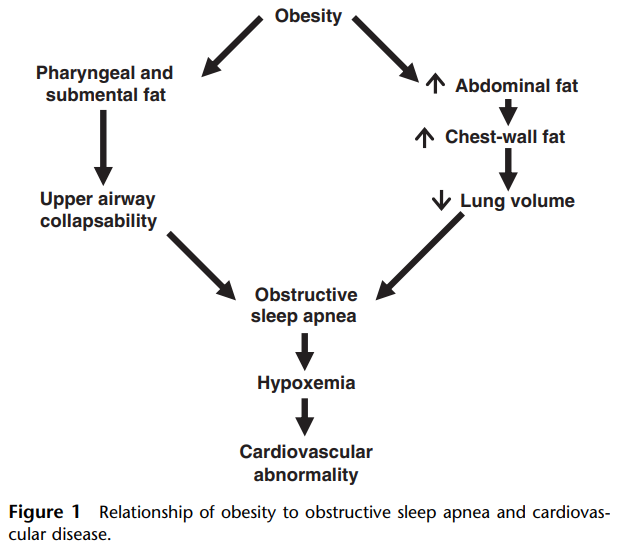 Obesity
Pharyngeal and
submental fat
↑ Abdominal fat
↑ Chest-wall fat
Upper airway
collapsability
↓ Lung volume
Obstructive
sleep apnea
Hypoxemia
Cardiovascular
abnormality
Figure 1 Relationship of obesity to obstructive sleep apnea and cardiovas-
cular disease.